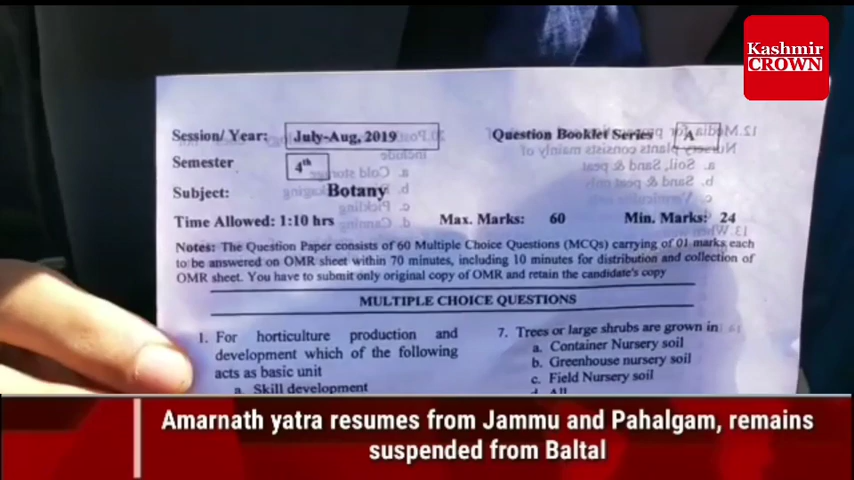 Kashmir
CROWN
Session/ Year: July-Aug, 2019
Question Booklet Series A
Semester 4th
Subject: Botany
Time Allowed: 1:10 hrs Max. Marks: 60 Min. Marks: 24
Notes: The Question Paper consists of 60 Multiple Choice Questions (MCQs) carrying of 01 marks each
to be answered on OMR sheet within 70 minutes, including 10 minutes for distribution and collection of
OMR sheet. You have to submit only original copy of OMR and retain the candidate's copy
MULTIPLE CHOICE QUESTIONS
1. For horticulture production and
development which of the following
acts as basic unit
a. Skill development
7. Trees or large shrubs are grown in
a. Container Nursery soil
b. Greenhouse nursery soil
c. Field Nursery soil
d. All
Amarnath yatra resumes from Jammu and Pahalgam, remains
suspended from Baltal